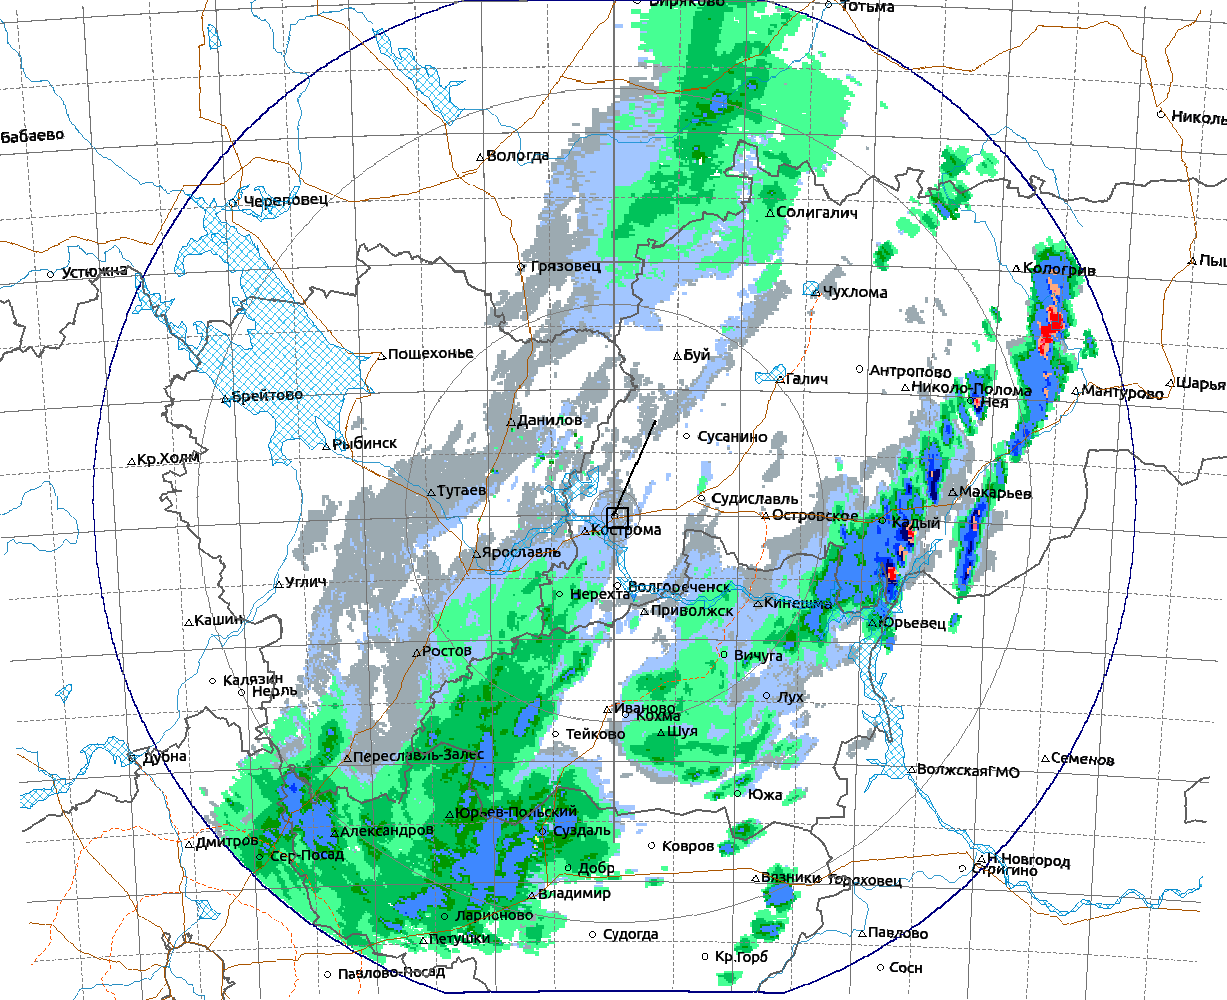 Биряково
Тотьма
Николь
Бабаево
Вологда
Череповец
Солигалич
Грязовец
Устюжна
Кологрив
Пыщ
Чухлома
Пошехонье
Буй
Галич
Антропово
Николо-Полома
Нея
Шарья
Мантурово
Брейтово
Данилов
Сусанино
Рыбинск
Кр.Холм
Тутаев
Судиславль
Макарьев
Островское
Кадый
Кострома
Ярославль
Углич
Волгореченск
Нерехта
Приволжск
Кинешма
Кашин
Юрьевец
Ростов
Вичуга
Калязин
Нерль
Лух
Иваново
Кохма
Шуя
Тейково
Дубна
Переславль-Залес
Семенов
ВолжскаяГМО
Южа
Юрьев-Польский
Александров
Суздаль
Дмитров
Сер-Посад
Ковров
Н.Новгород
Стригино
Добр
Вязники
Гороховец
Владимир
Ларионово
Петушки
Судогда
Павлово
Кр.Горб
Павлово-Посад
Сосн